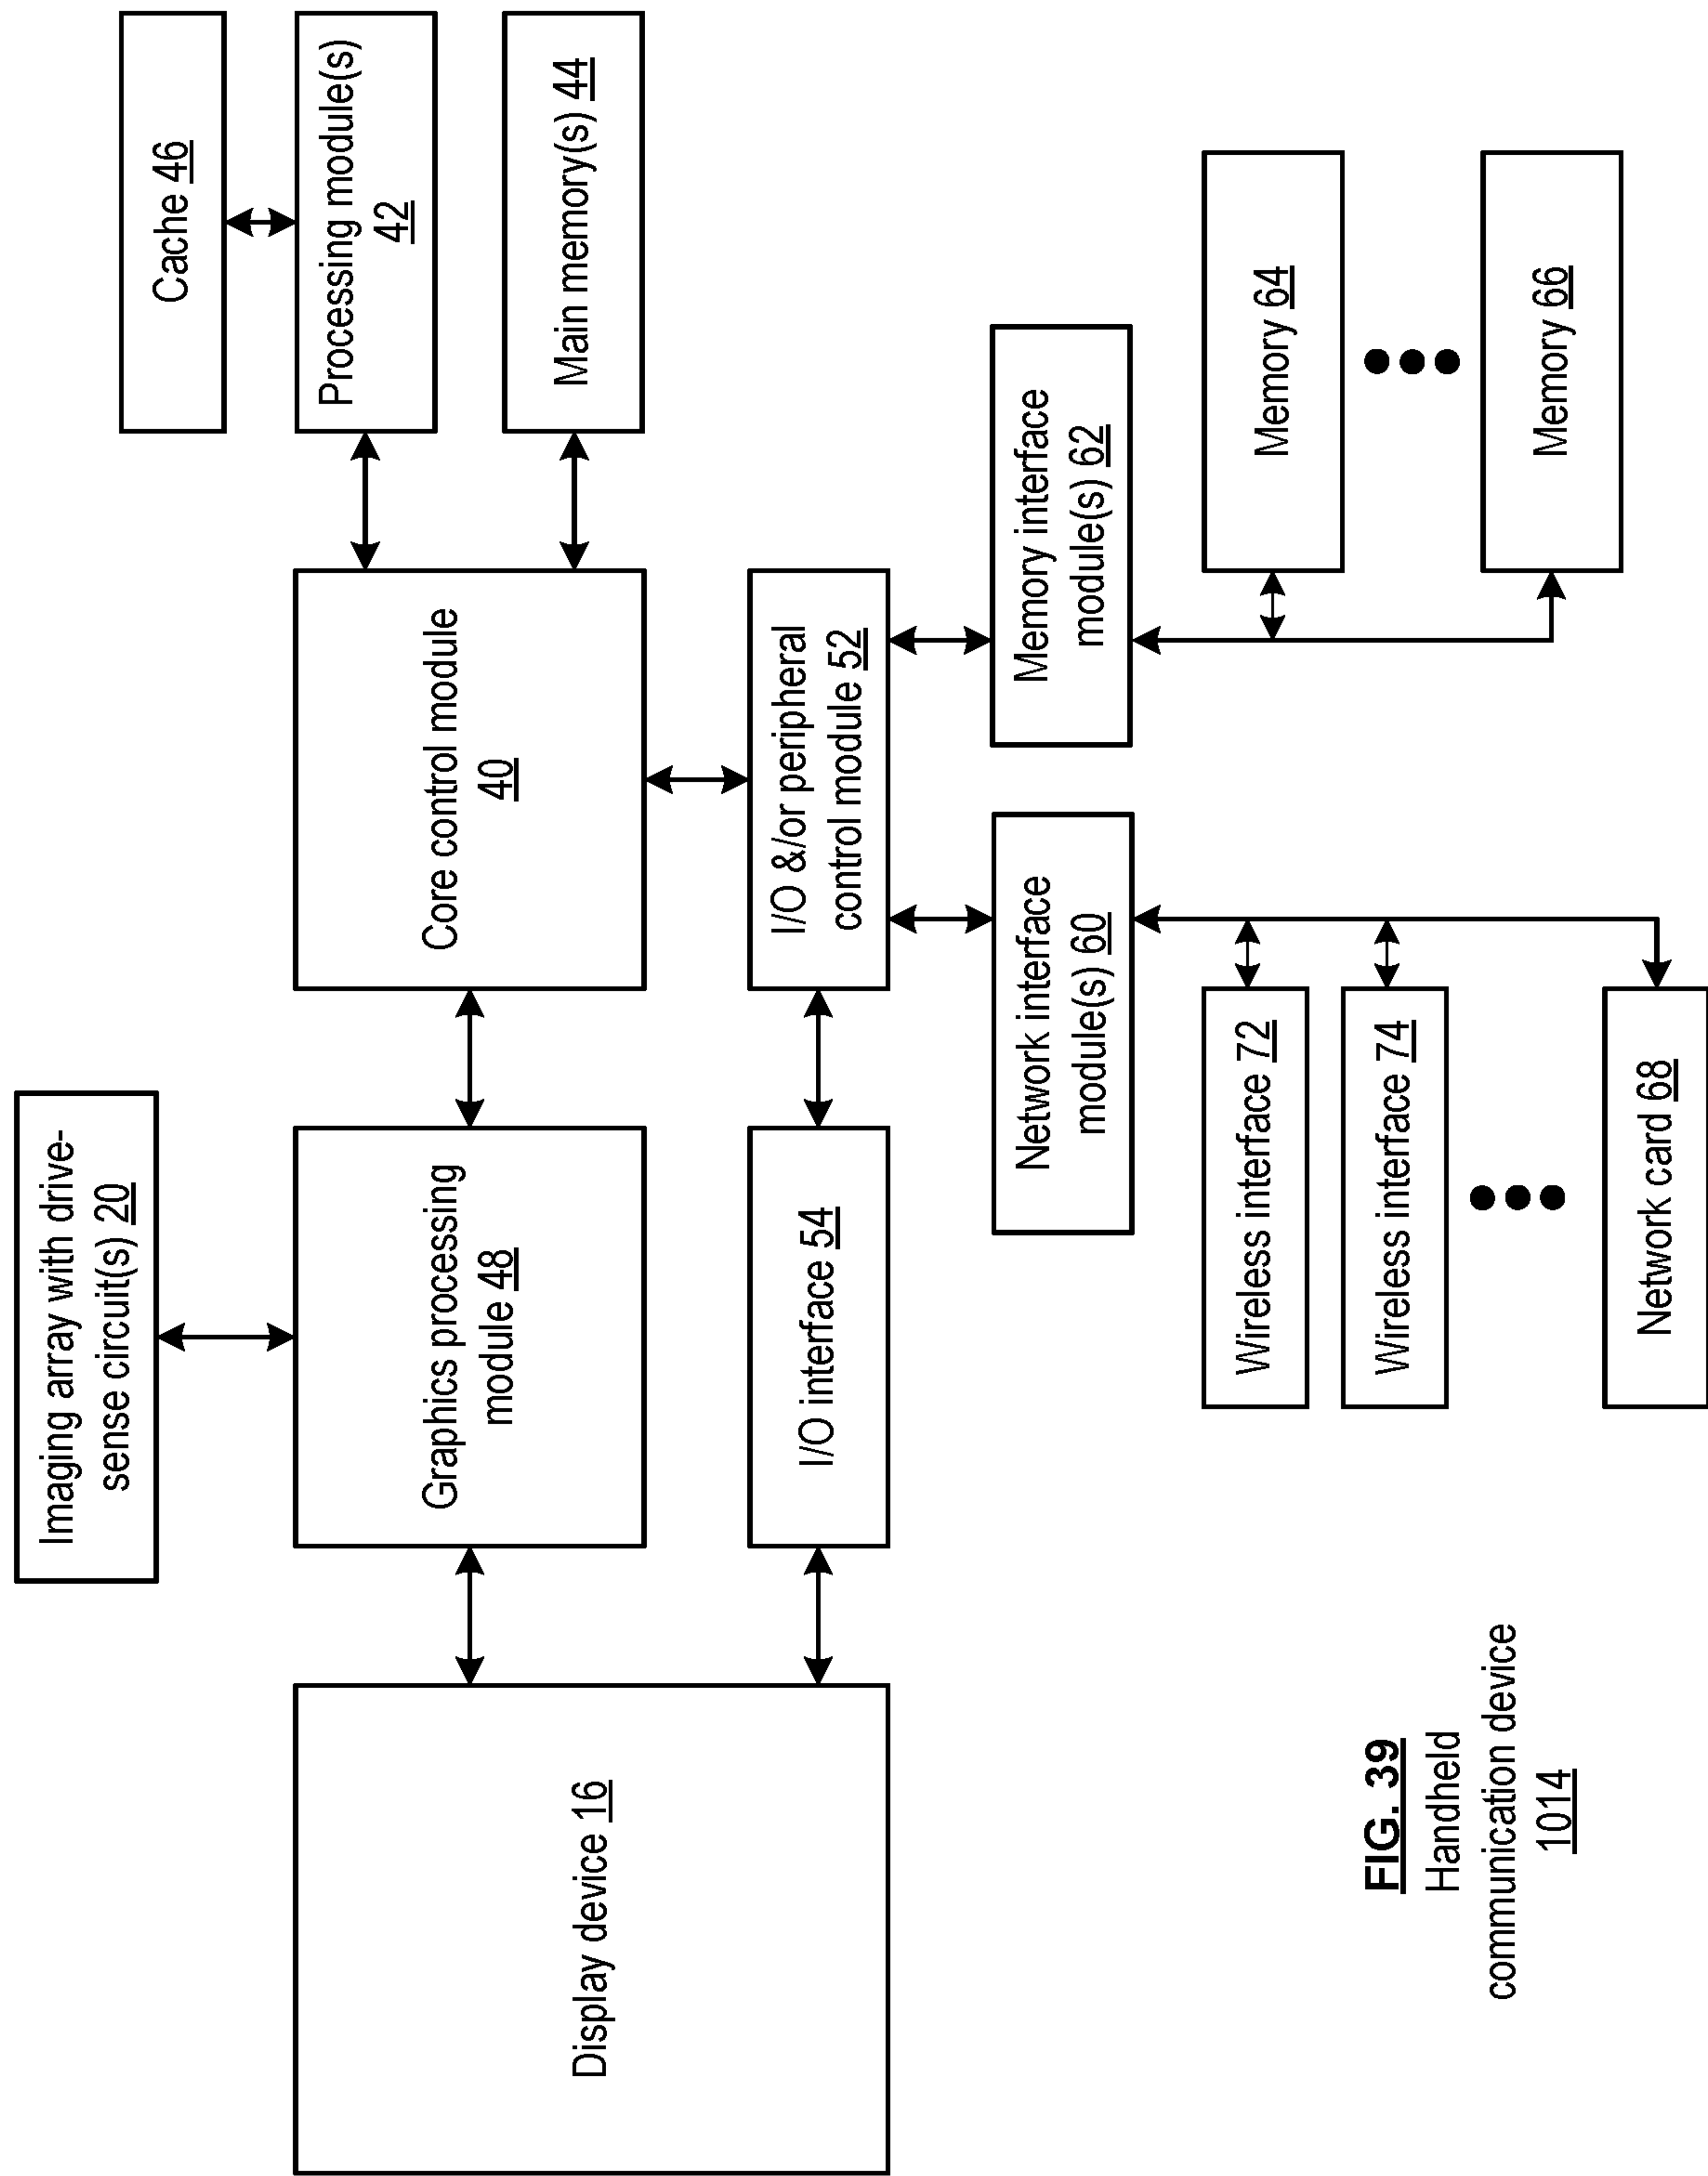 Imaging array with drive-
sense circuit(s) 20
Cache 46
Display device 16
Graphics processing
module 48
Core control module
40
Processing module(s)
42
Main memory(s) 44
I/O interface 54
I/O &/or peripheral
control module 52
Network interface
module(s) 60
Memory interface
module(s) 62
Wireless interface 72
Wireless interface 74
Network card 68
Memory 64
Memory 66
FIG. 39
Handheld
communication device
1014